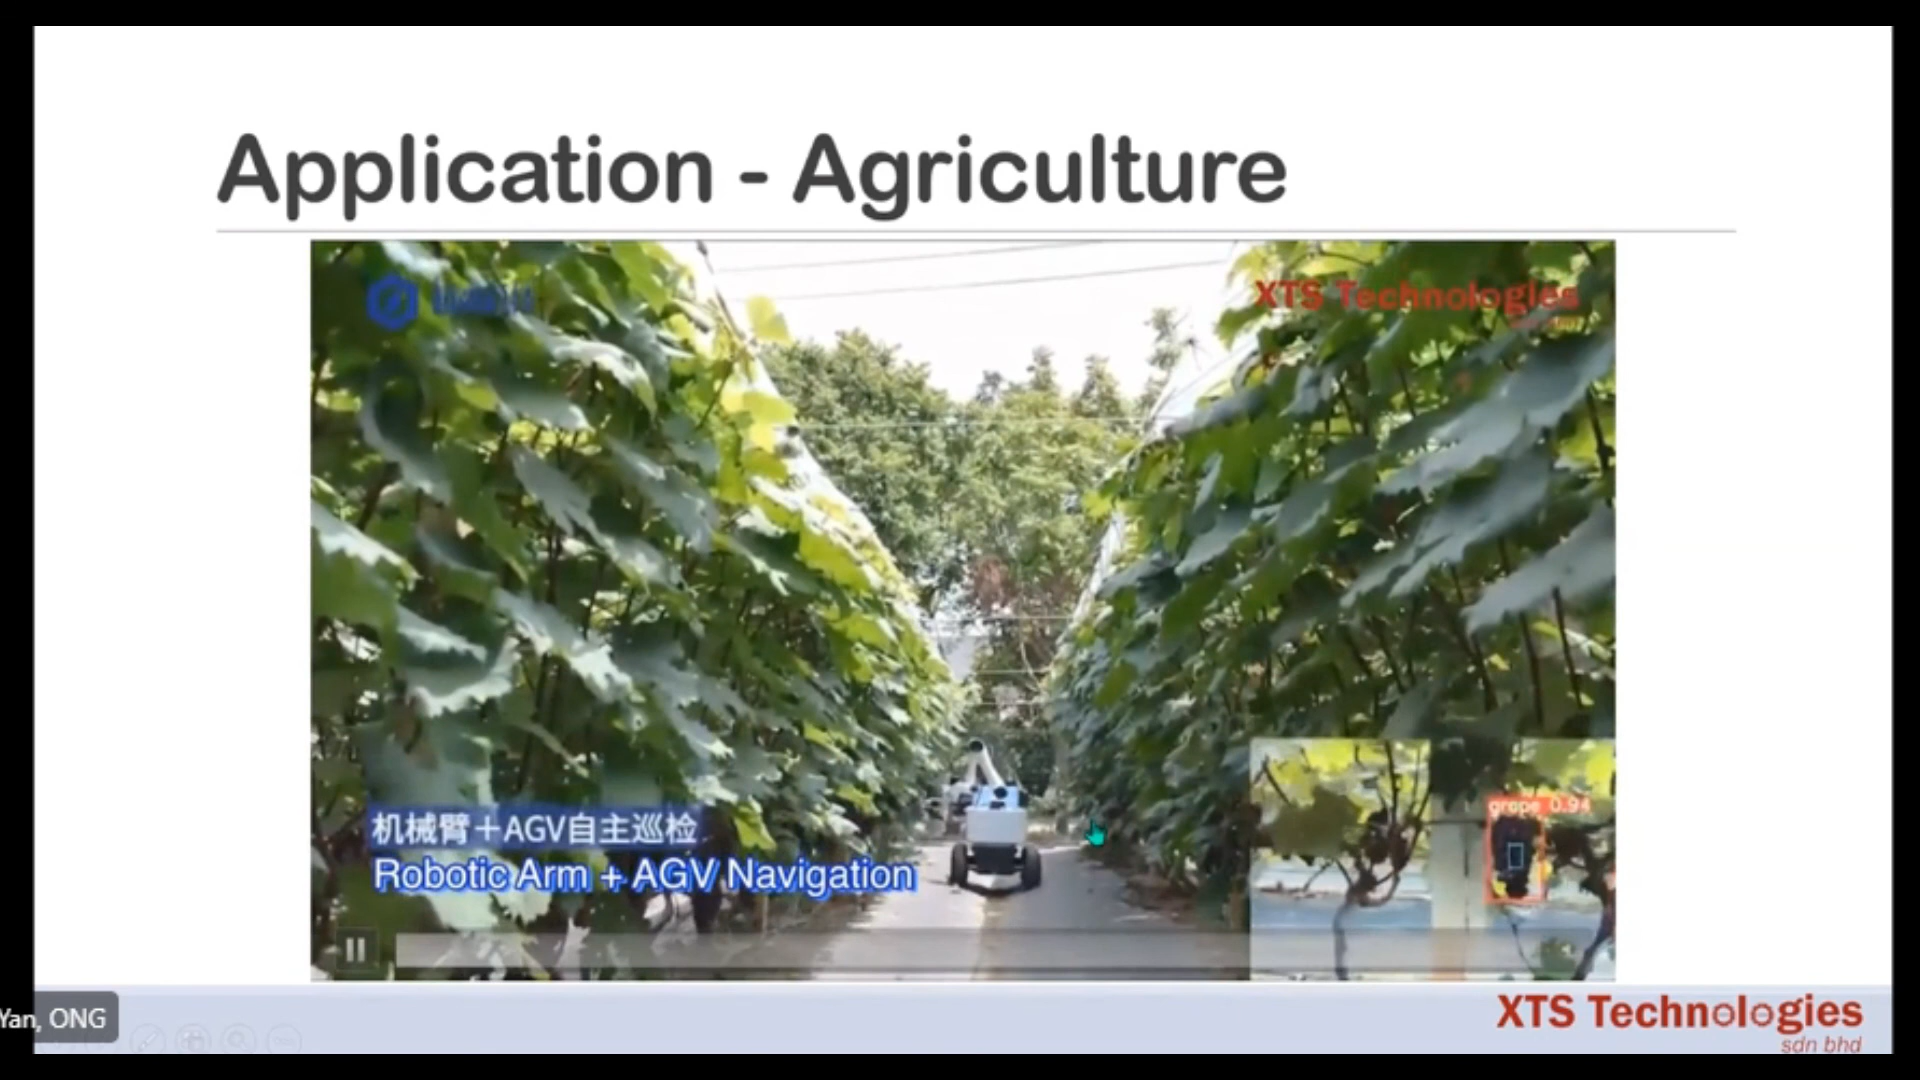 Application - Agriculture
XTS Technologies
机械臂＋AGV自主巡检
Robotic Arm + AGV Navigation
grape 0.94
Yan, ONG
XTS Technologies
sdn bhd